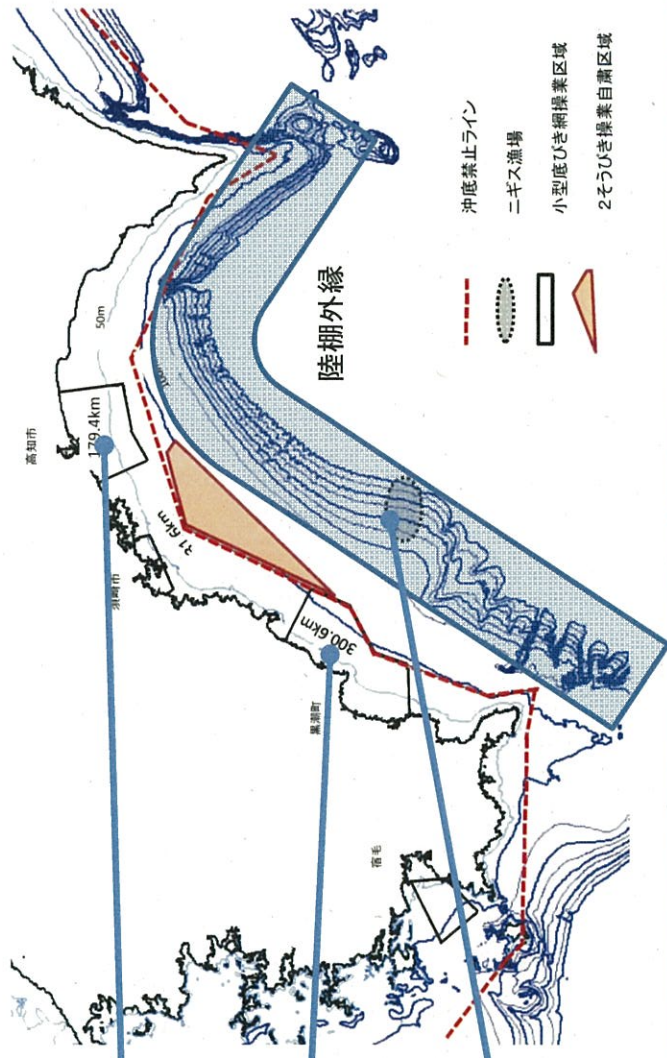 高知市
50m
179.4km
須崎市
31.6km
300.6km
黒潮町
宿毛
陸棚外縁
沖底禁止ライン
ニギス漁場
小型底びき網操業区域
2そうびき操業自粛区域